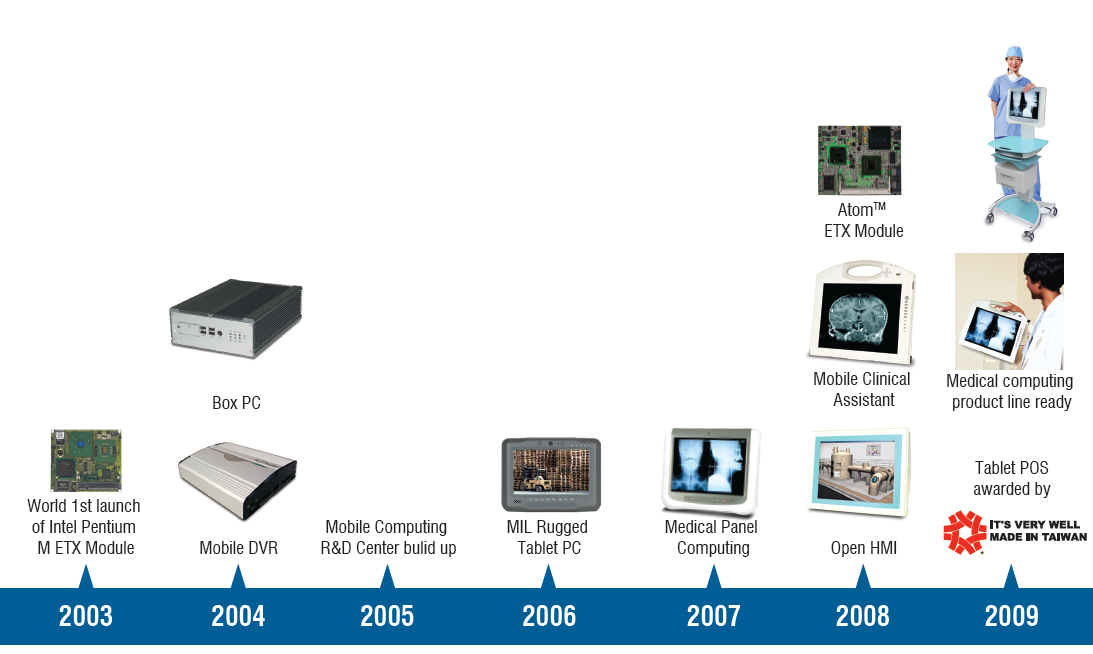 Atom™
ETX Module
Box PC
Mobile Clinical
Assistant
Medical computing
product line ready
World 1st launch
of Intel Pentium
M ETX Module
Mobile DVR
Mobile Computing
R&D Center bulid up
MIL Rugged
Tablet PC
Medical Panel
Computing
Open HMI
Tablet POS
awarded by
IT'S VERY WELL
MADE IN TAIWAN
2003
2004
2005
2006
2007
2008
2009